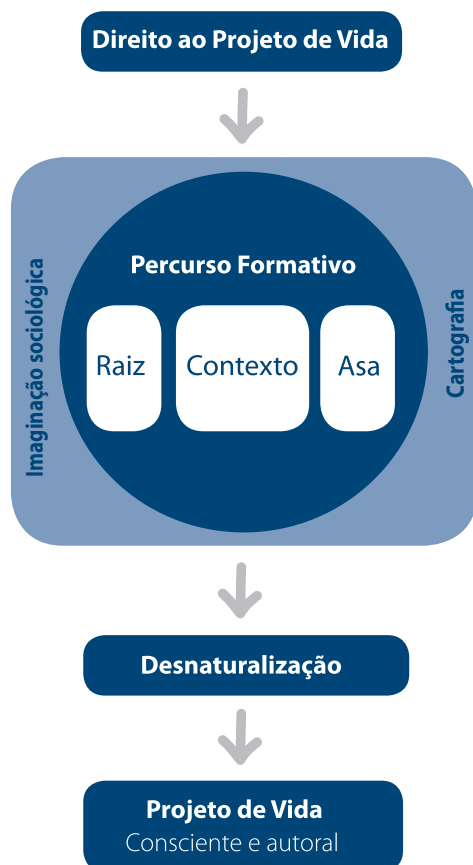 Direito ao Projeto de Vida
Imaginação sociológica
Percurso Formativo
Raiz
Contexto
Asa
Cartografia
Desnaturalização
Projeto de Vida
Consciente e autoral